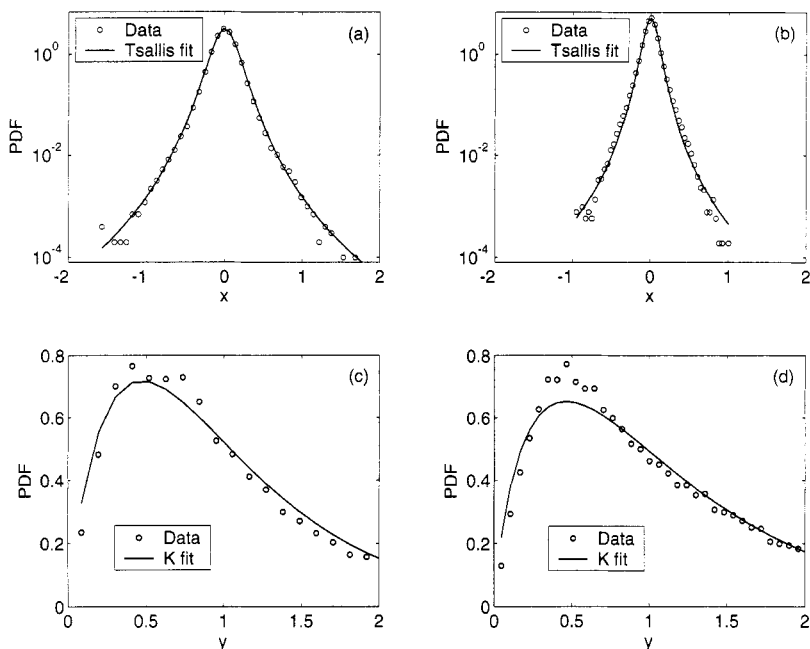 Data
Tsallis fit
(a)
PDF
10^0
10^-2
10^-4
-2 -1 0 1 2
x
Data
Tsallis fit
(b)
PDF
10^0
10^-2
10^-4
-2 -1 0 1 2
x
(c)
PDF
0.8
0.6
0.4
0.2
0
Data
K fit
0 0.5 1 1.5 2
y
(d)
PDF
0.8
0.6
0.4
0.2
0
Data
K fit
0 0.5 1 1.5 2
y